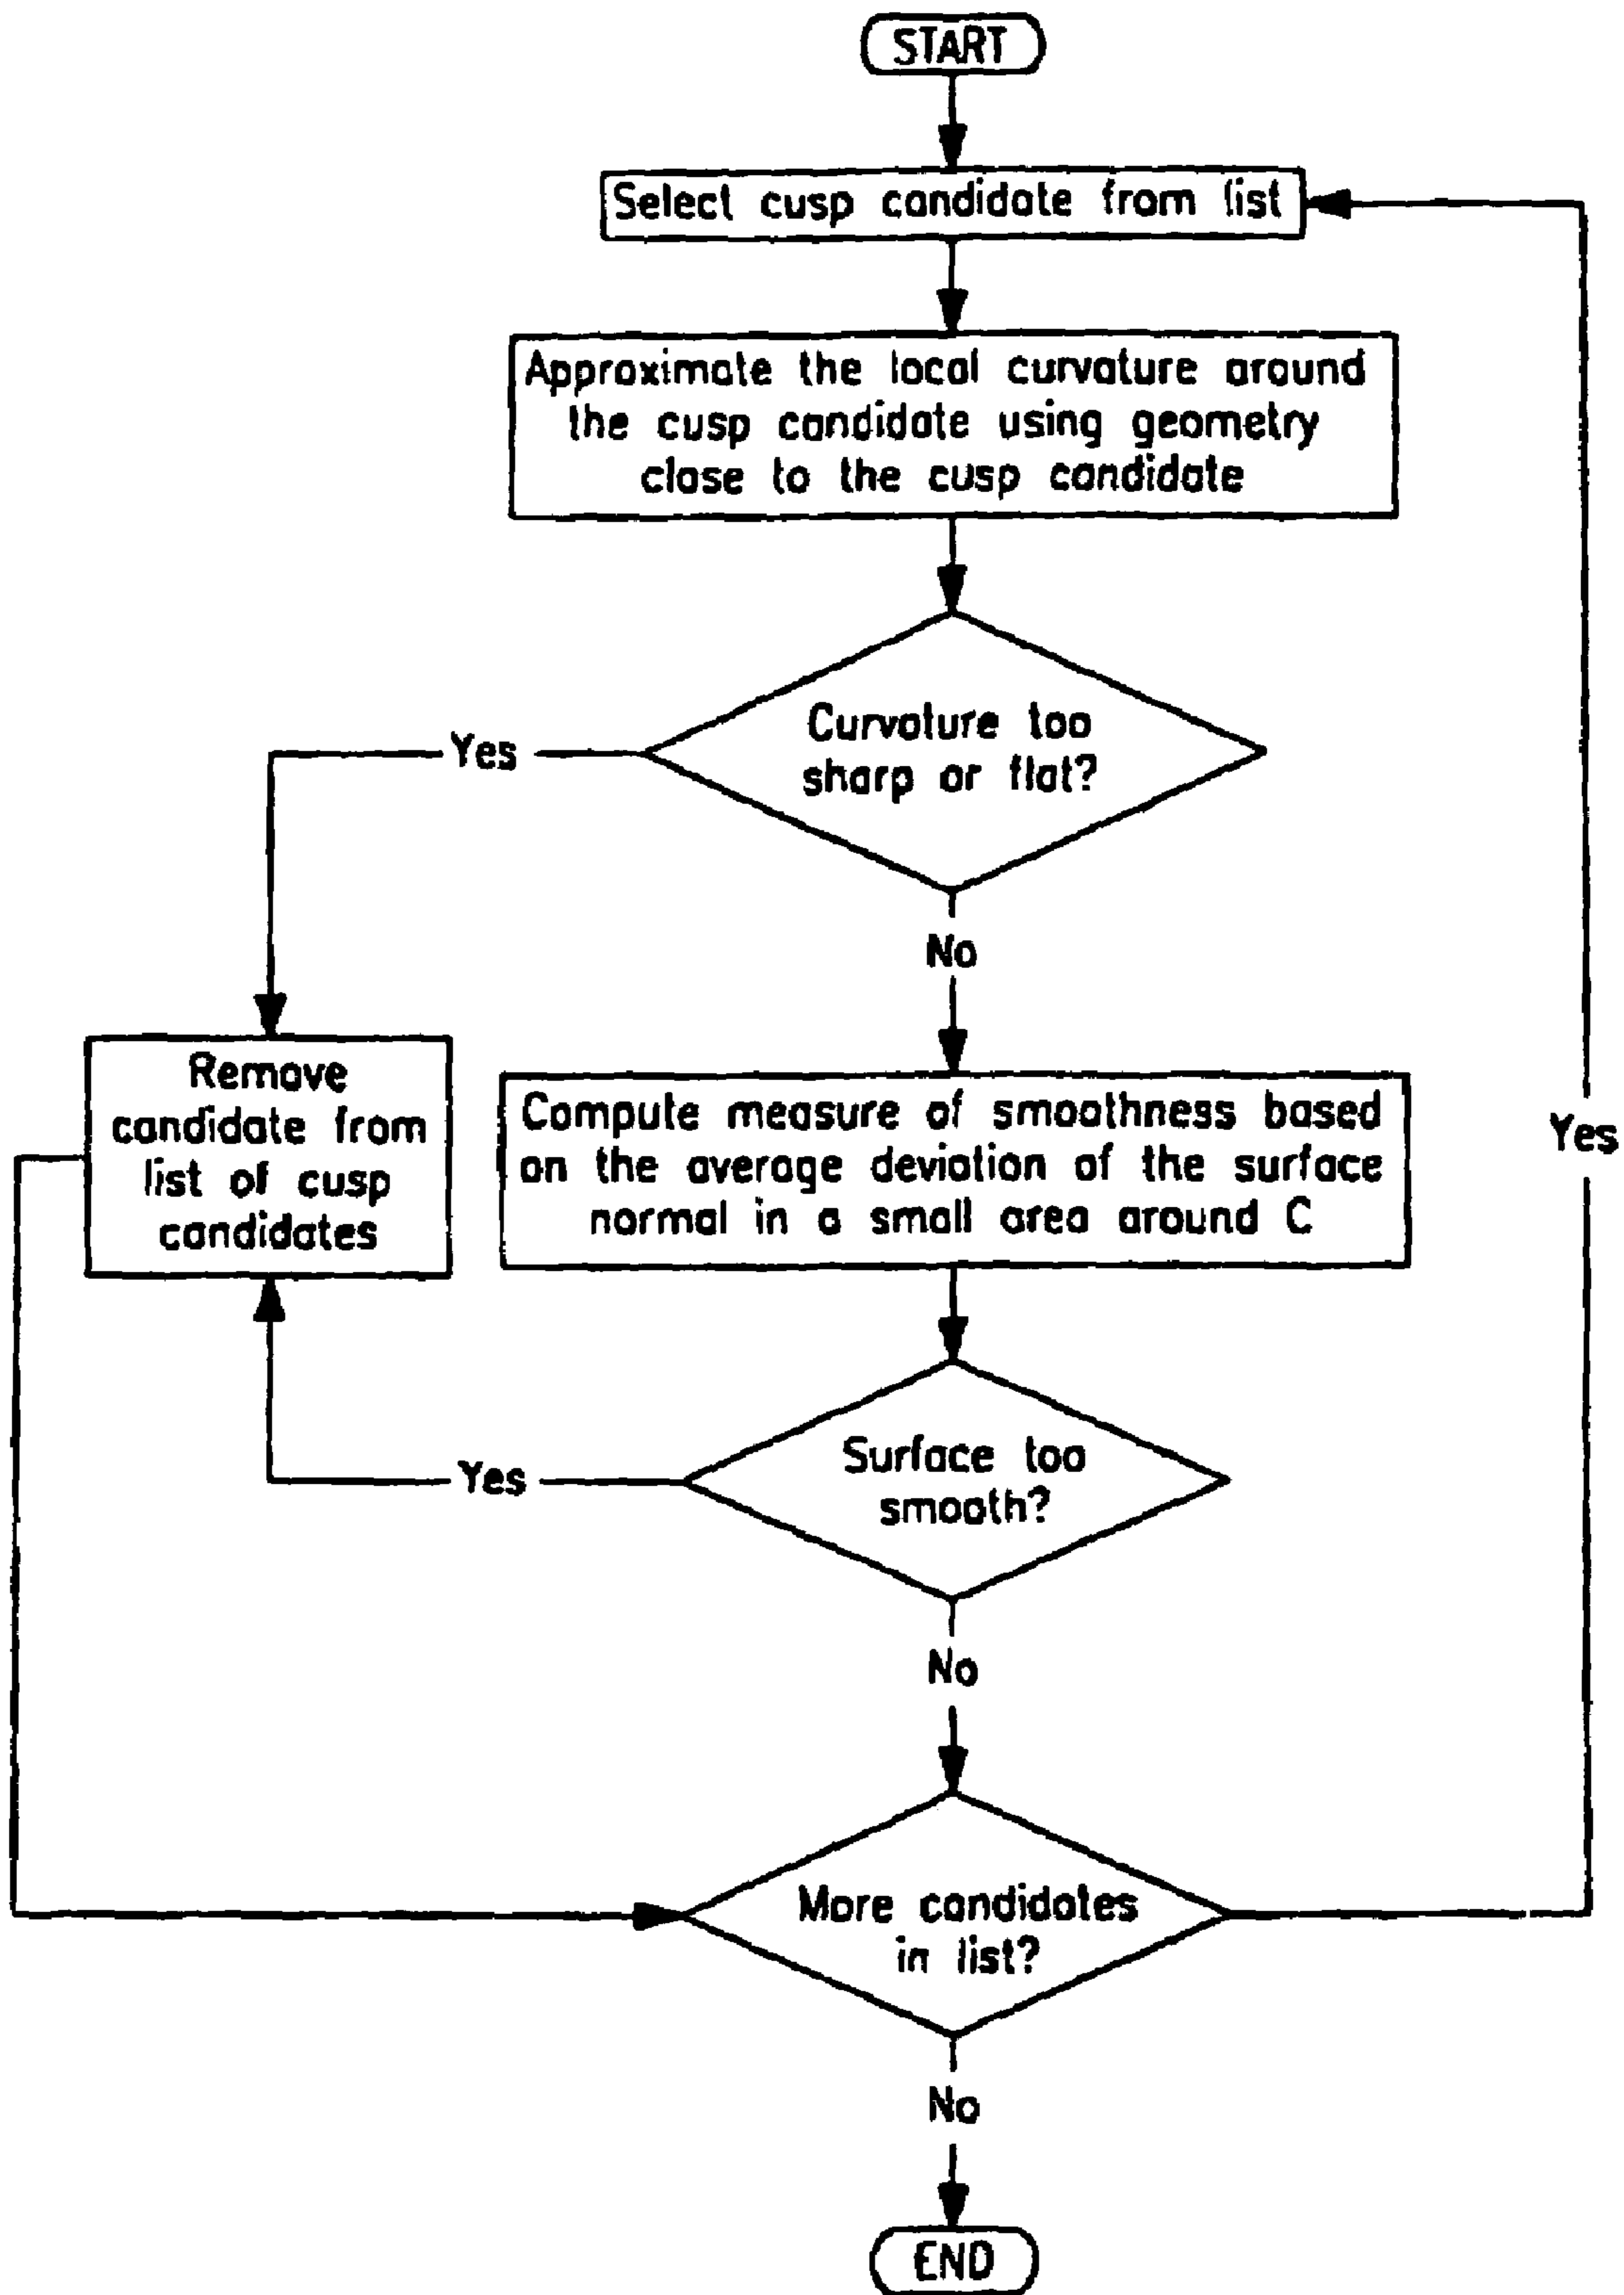 START
Select cusp candidate from list
Approximate the local curvature around
the cusp candidate using geometry
close to the cusp candidate
Curvature too
sharp or flat?
Yes
No
Remove
candidate from
list of cusp
candidates
Compute measure of smoothness based
on the average deviation of the surface
normal in a small area around C
Yes
Surface too
smooth?
Yes
No
More candidates
in list?
No
END